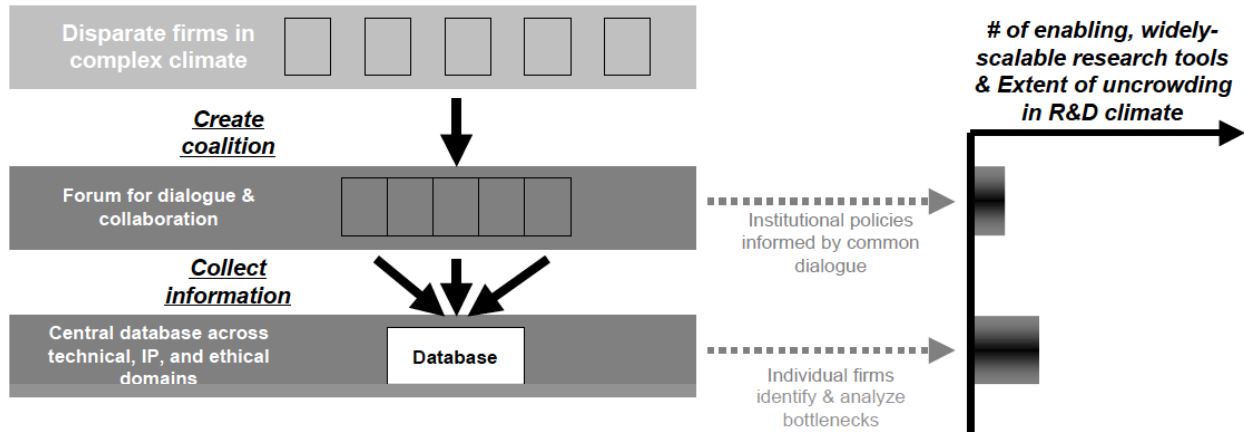 Disparate firms in
complex climate
# of enabling, widely-
scalable research tools
& Extent of uncrowding
in R&D climate
Create
coalition
Forum for dialogue &
collaboration
Institutional policies
informed by common
dialogue
Collect
information
Central database across
technical, IP, and ethical
domains
Database
Individual firms
identify & analyze
bottlenecks